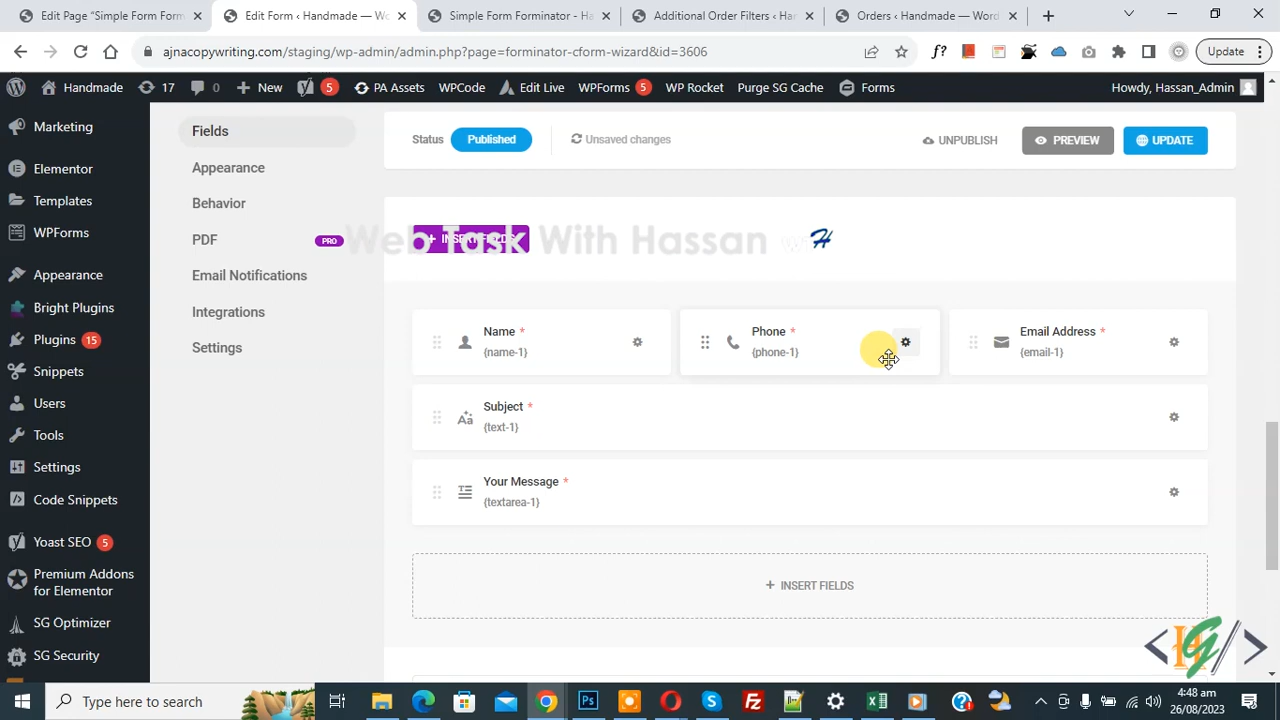 Edit Page “Simple Form Form
Edit Form ‹ Handmade — Wo
Simple Form Forminator - Ha
Additional Order Filters ‹ Han
Orders ‹ Handmade — Word
ajnacopywriting.com/staging/wp-admin/admin.php?page=forminator-cform-wizard&id=3606
f?
Update
Handmade
17
0
New
5
PA Assets
WPCode
Edit Live
WPForms 5
WP Rocket
Purge SG Cache
Forms
Howdy, Hassan_Admin
Marketing
Elementor
Templates
WPForms
Appearance
Bright Plugins
Plugins 15
Snippets
Users
Tools
Settings
Code Snippets
Yoast SEO 5
Premium Addons
for Elementor
SG Optimizer
SG Security
Fields
Appearance
Behavior
PDF PRO
Email Notifications
Integrations
Settings
Status Published Unsaved changes UNPUBLISH PREVIEW UPDATE
+ INSERT FIELDS
Web Task With Hassan
Name *
{name-1}
Phone *
{phone-1}
Email Address *
{email-1}
Subject *
{text-1}
Your Message *
{textarea-1}
+ INSERT FIELDS
Type here to search
4:48 am
26/08/2023